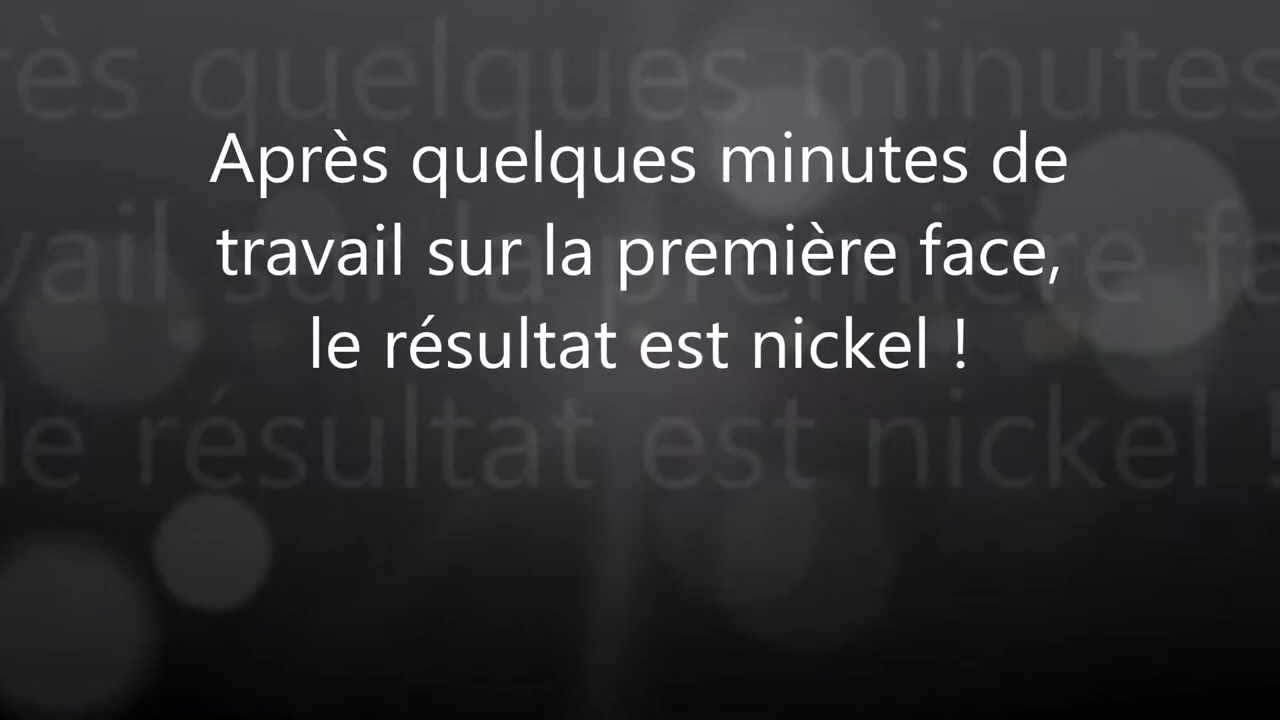 Après quelques minutes de
travail sur la première face,
le résultat est nickel !